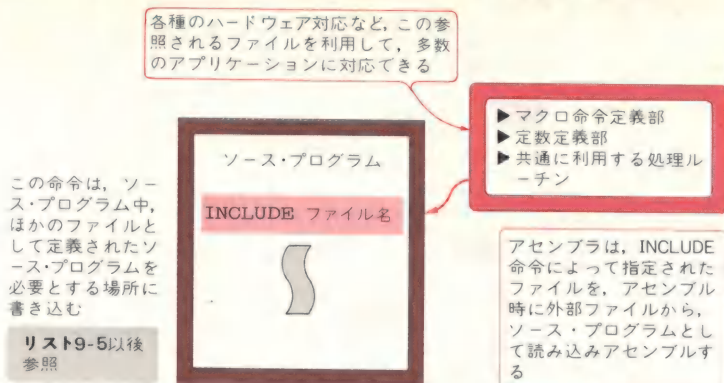 各種のハードウェア対応など，この参
照されるファイルを利用して，多数
のアプリケーションに対応できる
▶マクロ命令定義部
▶定数定義部
▶共通に利用する処理ル
ーチン
ソース・プログラム
INCLUDE ファイル名
この命令は，ソー
ス・プログラム中，
ほかのファイルと
して定義されたソ
ース・プログラムを
必要とする場所に
書き込む
リスト9-5以後
参照
アセンブラは，INCLUDE
命令によって指定された
ファイルを，アセンブル
時に外部ファイルから，
ソース・プログラムとし
て読み込みアセンブルす
る